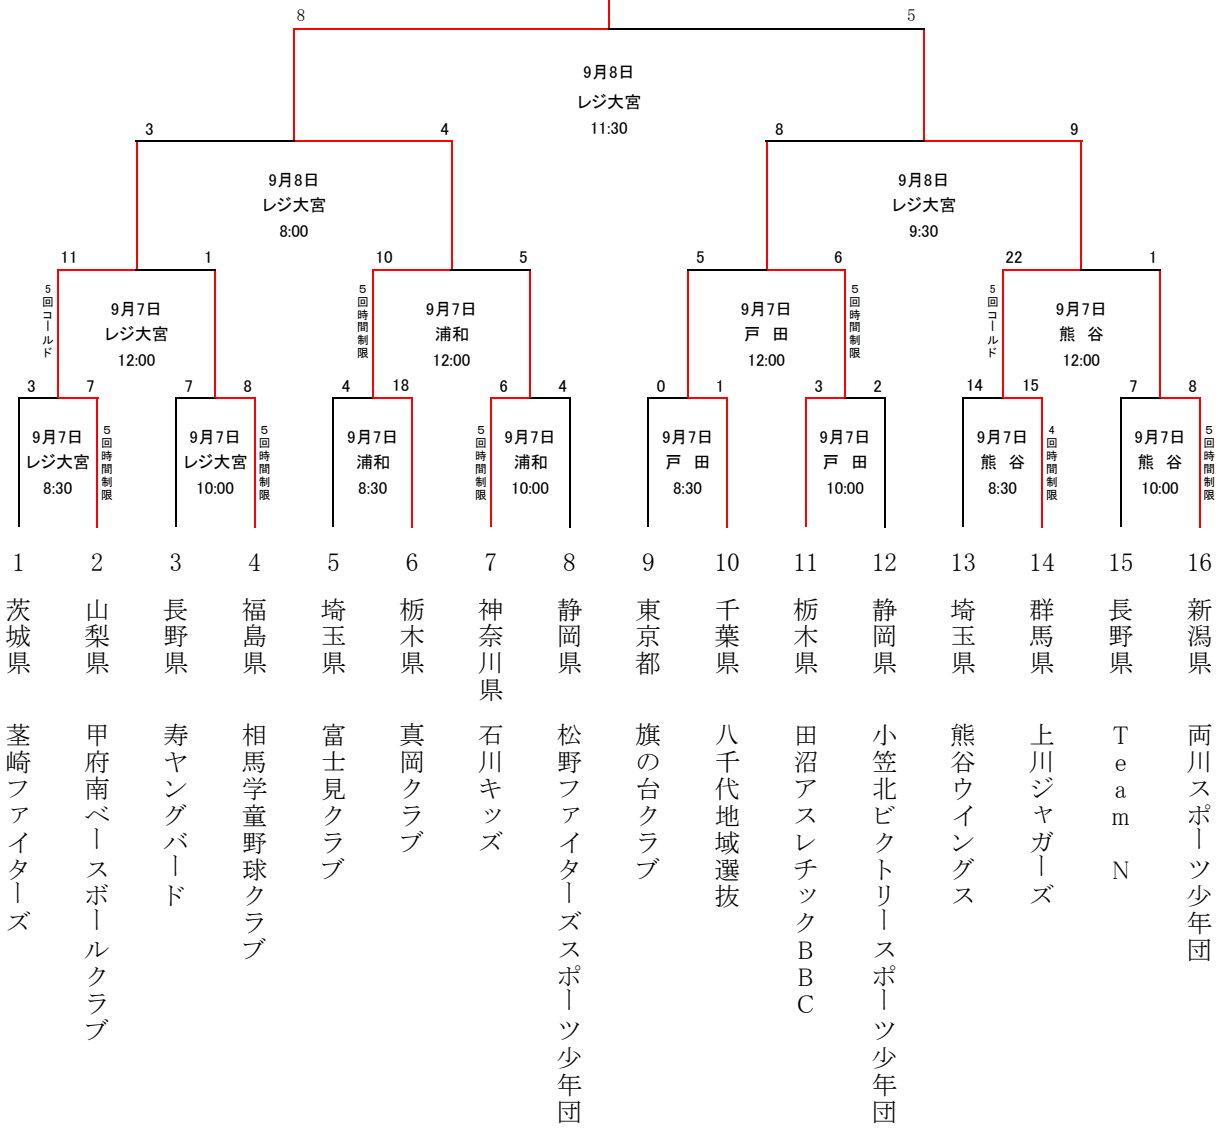 8
5
9月8日
レジ大宮
11:30
3
4
8
9
9月8日
レジ大宮
8:00
9月8日
レジ大宮
9:30
11
1
10
5
5
6
22
1
5回コールド
9月7日
レジ大宮
12:00
5回時間制限
9月7日
浦和
12:00
9月7日
戸 田
12:00
5回時間制限
5回コールド
9月7日
熊 谷
12:00
3
7
7
8
4
18
6
4
0
1
3
2
14
15
7
8
9月7日
レジ大宮
8:30
5回時間制限
9月7日
レジ大宮
10:00
5回時間制限
9月7日
浦和
8:30
5回時間制限
9月7日
浦和
10:00
9月7日
戸 田
8:30
9月7日
戸 田
10:00
9月7日
熊 谷
8:30
4回時間制限
9月7日
熊 谷
10:00
5回時間制限
1
2
3
4
5
6
7
8
9
10
11
12
13
14
15
16
茨城県 茎崎ファイターズ
山梨県 甲府南ベースボールクラブ
長野県 寿ヤングバード
福島県 相馬学童野球クラブ
埼玉県 富士見クラブ
栃木県 真岡クラブ
神奈川県 石川キッズ
静岡県 松野ファイターズスポーツ少年団
東京都 旗の台クラブ
千葉県 八千代地域選抜
栃木県 田沼アスレチックBBC
静岡県 小笠北ビクトリースポーツ少年団
埼玉県 熊谷ウイングス
群馬県 上川ジャガーズ
長野県 Team N
新潟県 両川スポーツ少年団